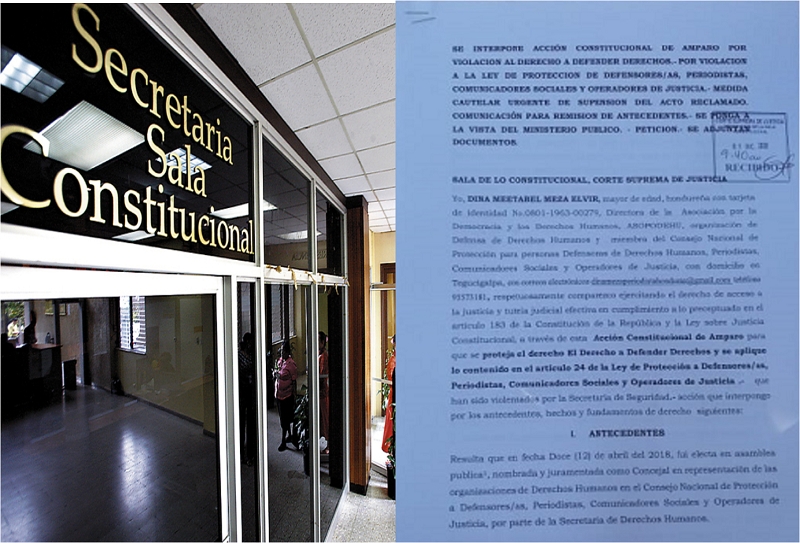 Secretaria
Sala
Constitucional
SE INTERPONE ACCIÓN CONSTITUCIONAL DE AMPARO POR
VIOLACION AL DERECHO A DEFENDER DERECHOS.- POR VIOLACION
A LA LEY DE PROTECCION DE DEFENSORES/AS, PERIODISTAS,
COMUNICADORES SOCIALES Y OPERADORES DE JUSTICIA.- MEDIDA
CAUTELAR URGENTE DE SUPENSION DEL ACTO RECLAMADO.
COMUNICACIÓN PARA REMISION DE ANTECEDENTES.- SE PONGA A
LA VISTA DEL MINISTERIO PUBLICO. - PETICION.- SE ADJUNTAN
DOCUMENTOS.
9:40am
RECIBIDO
SALA DE LO CONSTITUCIONAL, CORTE SUPREMA DE JUSTICIA
Yo, DINA MEETABEL MEZA ELVIR, mayor de edad, hondureña con tarjeta
de identidad No.0801-1963-00279, Directora de la Asociación por la
Democracia y los Derechos Humanos, ASOPODEHU, organización de
Defensa de Derechos Humanos y miembro del Consejo Nacional de
Protección para personas Defensoras de Derechos Humanos, Periodistas,
Comunicadores Sociales y Operadores de Justicia, con domicilio en
Tegucigalpa, con correos electrónicos
respetuosamente comparezco ejercitando el derecho de acceso a
la Justicia y tutela judicial efectiva en cumplimiento a lo preceptuado en el
artículo 183 de la Constitución de la República y la Ley sobre Justicia
Constitucional, a través de esta Acción Constitucional de Amparo para
que se proteja el derecho El Derecho a Defender Derechos y se aplique
lo contenido en el artículo 24 de la Ley de Protección a Defensores/as,
Periodistas, Comunicadores Sociales y Operadores de Justicia.- que
han sido violentados por la Secretaria de Seguridad.- acción que interpongo
por los antecedentes, hechos y fundamentos de derecho siguientes:
I. ANTECEDENTES
Resulta que en fecha Doce (12) de abril del 2018, fui electa en asamblea
publica¹, nombrada y juramentada como Concejal en representación de las
organizaciones de Derechos Humanos en el Consejo Nacional de Protección
a Defensores/as, Periodistas, Comunicadores Sociales y Operadores de
Justicia, por parte de la Secretaria de Derechos Humanos.